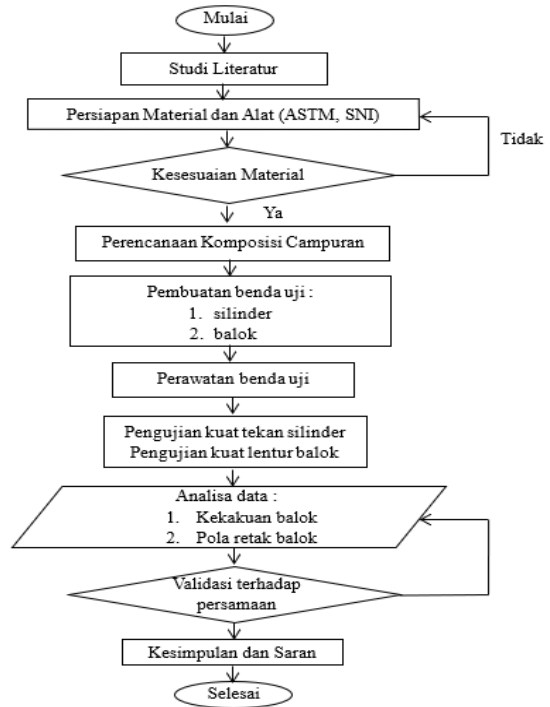 Mulai
Studi Literatur
Persiapan Material dan Alat (ASTM, SNI)
Tidak
Kesesuaian Material
Ya
Perencanaan Komposisi Campuran
Pembuatan benda uji :
1. silinder
2. balok
Perawatan benda uji
Pengujian kuat tekan silinder
Pengujian kuat lentur balok
Analisa data :
1. Kekakuan balok
2. Pola retak balok
Validasi terhadap
persamaan
Kesimpulan dan Saran
Selesai